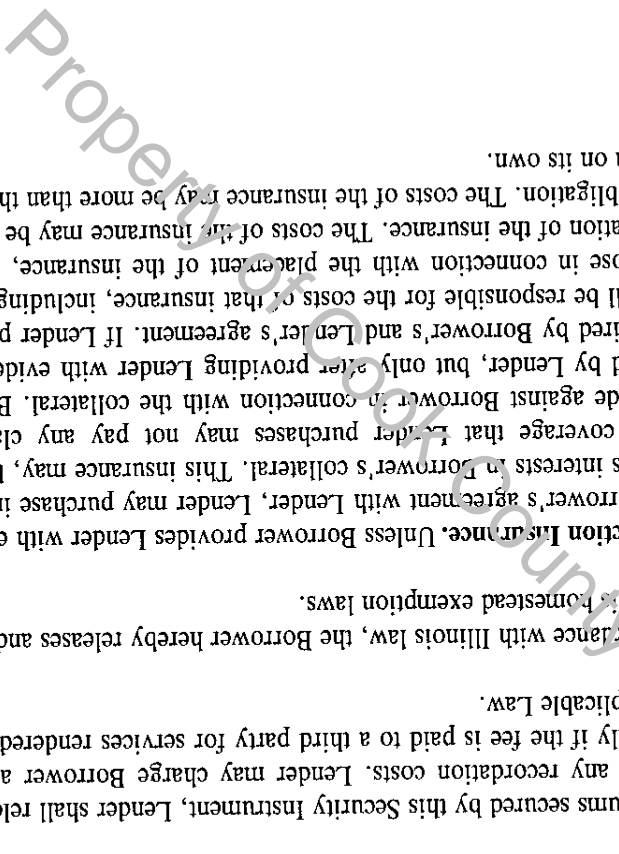 ums secured by this Security Instrument, Lender shall rele
any recordation costs. Lender may charge Borrower a
ly if the fee is paid to a third party for services rendered
plicable Law.
rdance with Illinois law, the Borrower hereby releases and
is homestead exemption laws.
ction Insurance. Unless Borrower provides Lender with e
rrower's agreement with Lender, Lender may purchase in
s interests in Borrower's collateral. This insurance may, b
coverage that Lender purchases may not pay any cla
de against Borrower in connection with the collateral. B
d by Lender, but only after providing Lender with evide
ired by Borrower's and Lender's agreement. If Lender p
ll be responsible for the costs of that insurance, including
ose in connection with the placement of the insurance,
ation of the insurance. The costs of the insurance may be
bligation. The costs of the insurance may be more than th
n on its own.
Property of Cook County